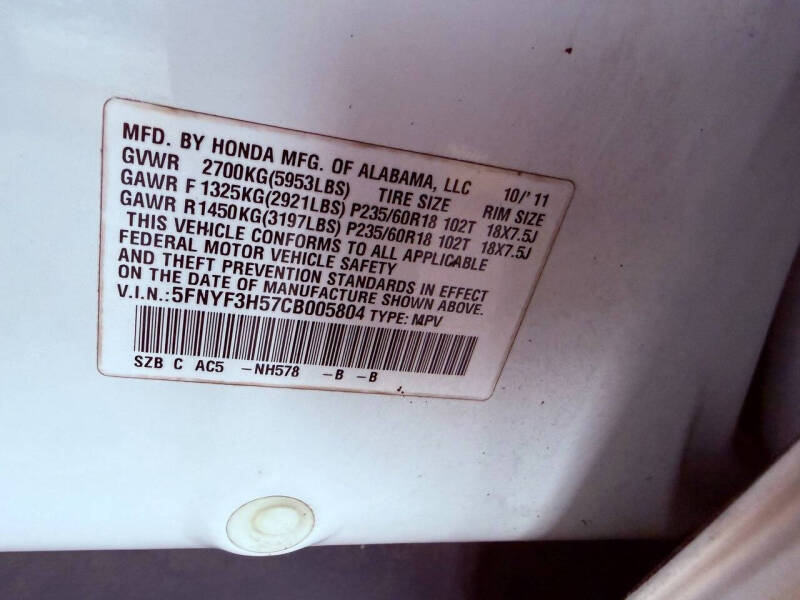 MFD. BY HONDA MFG. OF ALABAMA, LLC 10/'11
GVWR 2700KG(5953LBS) TIRE SIZE RIM SIZE
GAWR F 1325KG(2921LBS) P235/60R18 102T 18X7.5J
GAWR R1450KG(3197LBS) P235/60R18 102T 18X7.5J
THIS VEHICLE CONFORMS TO ALL APPLICABLE
FEDERAL MOTOR VEHICLE SAFETY
AND THEFT PREVENTION STANDARDS IN EFFECT
ON THE DATE OF MANUFACTURE SHOWN ABOVE.
V.I.N.:5FNYF3H57CB005804 TYPE: MPV
SZB C AC5 -NH578 -B -B